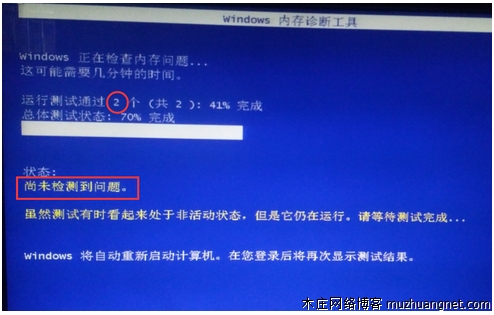 Windows 内存诊断工具
Windows 正在检查内存问题...
这可能需要几分钟的时间。
运行测试通过 2 个 (共 2 ): 41% 完成
总体测试状态: 70% 完成
状态:
尚未检测到问题。
虽然测试有时看起来处于非活动状态，但是它仍在运行。请等待测试完成...
Windows 将自动重新启动计算机。在您登录后将再次显示测试结果。
木庄网络博客 muzhuangnet.com